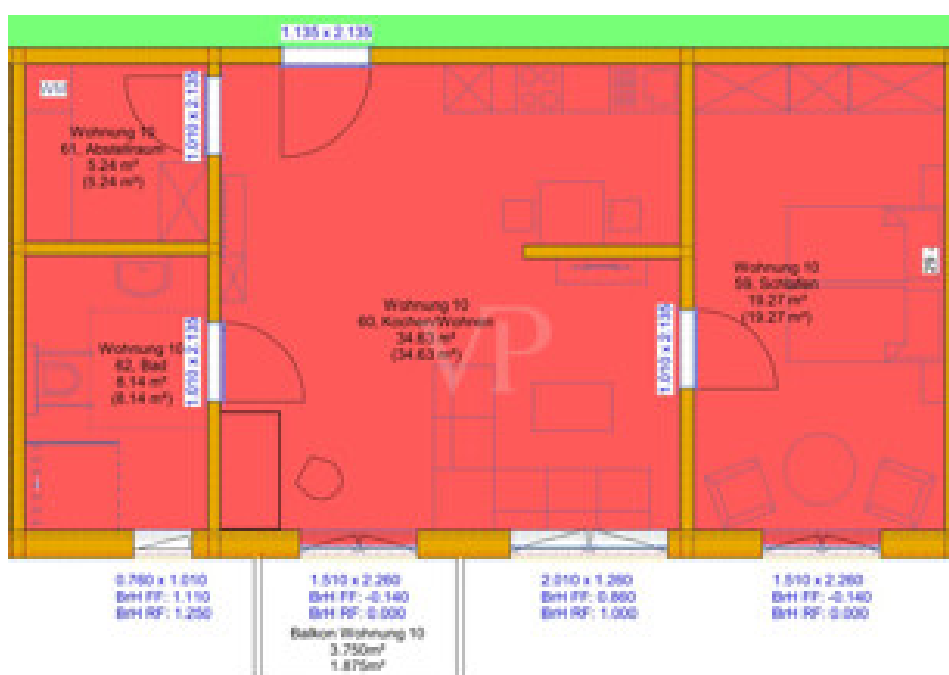 1.135 x 2.135
WM
1.010 x 2.135
Wohnung 10
61, Abstellraum
5.24 m²
(5.24 m²)
Wohnung 10
59, Schlafen
19.27 m²
(19.27 m²)
Wohnung 10
60, Kochen/Wohnen
34.63 m²
(34.63 m²)
VP
1.010 x 2.135
1.010 x 2.135
Wohnung 10
62, Bad
8.14 m²
(8.14 m²)
0.760 x 1.010
BrH FF: 1.110
BrH RF: 1.250
1.510 x 2.260
BrH FF: -0.140
BrH RF: 0.000
2.010 x 1.260
BrH FF: 0.860
BrH RF: 1.000
1.510 x 2.260
BrH FF: -0.140
BrH RF: 0.000
Balkon Wohnung 10
3.750m²
1.875m²